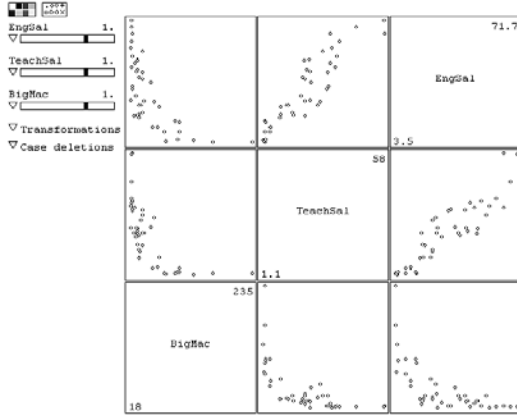 EngSal 1.
TeachSal 1.
BigMac 1.
Transformations
Case deletions
71.7
EngSal
3.5
58
TeachSal
1.1
235
BigMac
18